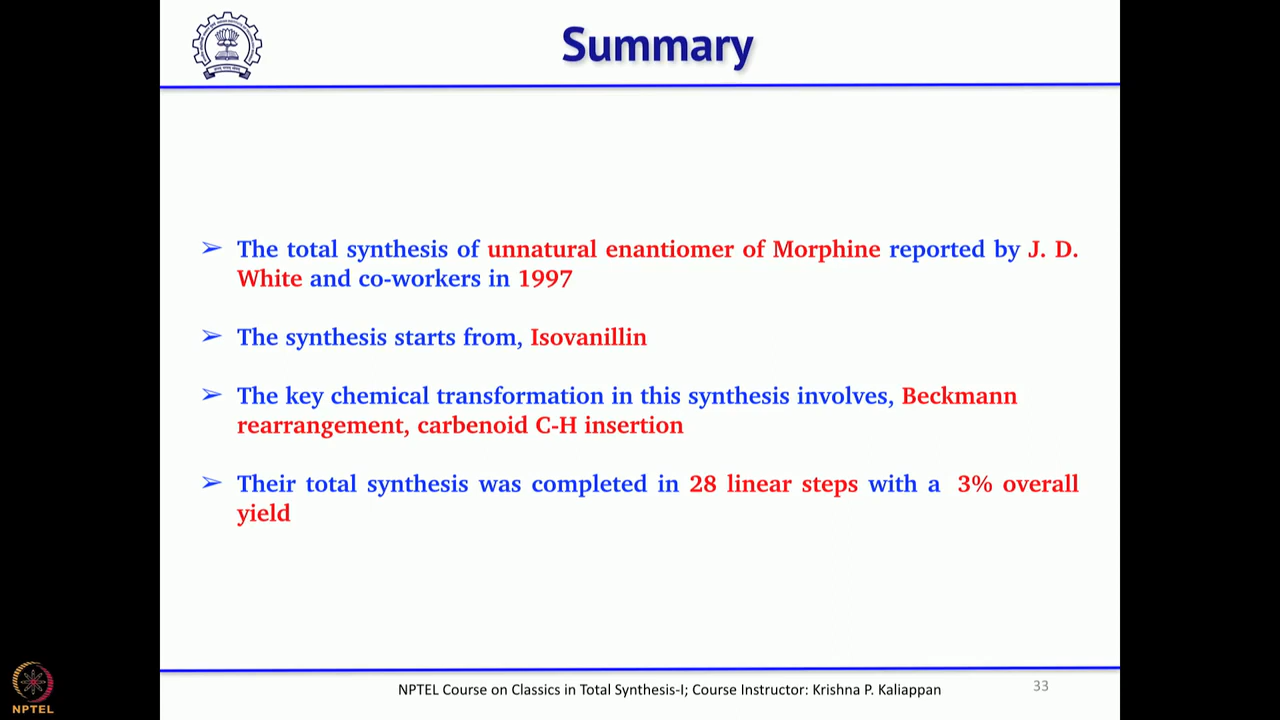 Summary
➢ The total synthesis of unnatural enantiomer of Morphine reported by J. D.
White and co-workers in 1997
➢ The synthesis starts from, Isovanillin
➢ The key chemical transformation in this synthesis involves, Beckmann
rearrangement, carbenoid C-H insertion
➢ Their total synthesis was completed in 28 linear steps with a 3% overall
yield
NPTEL Course on Classics in Total Synthesis-I; Course Instructor: Krishna P. Kaliappan
33
NPTEL